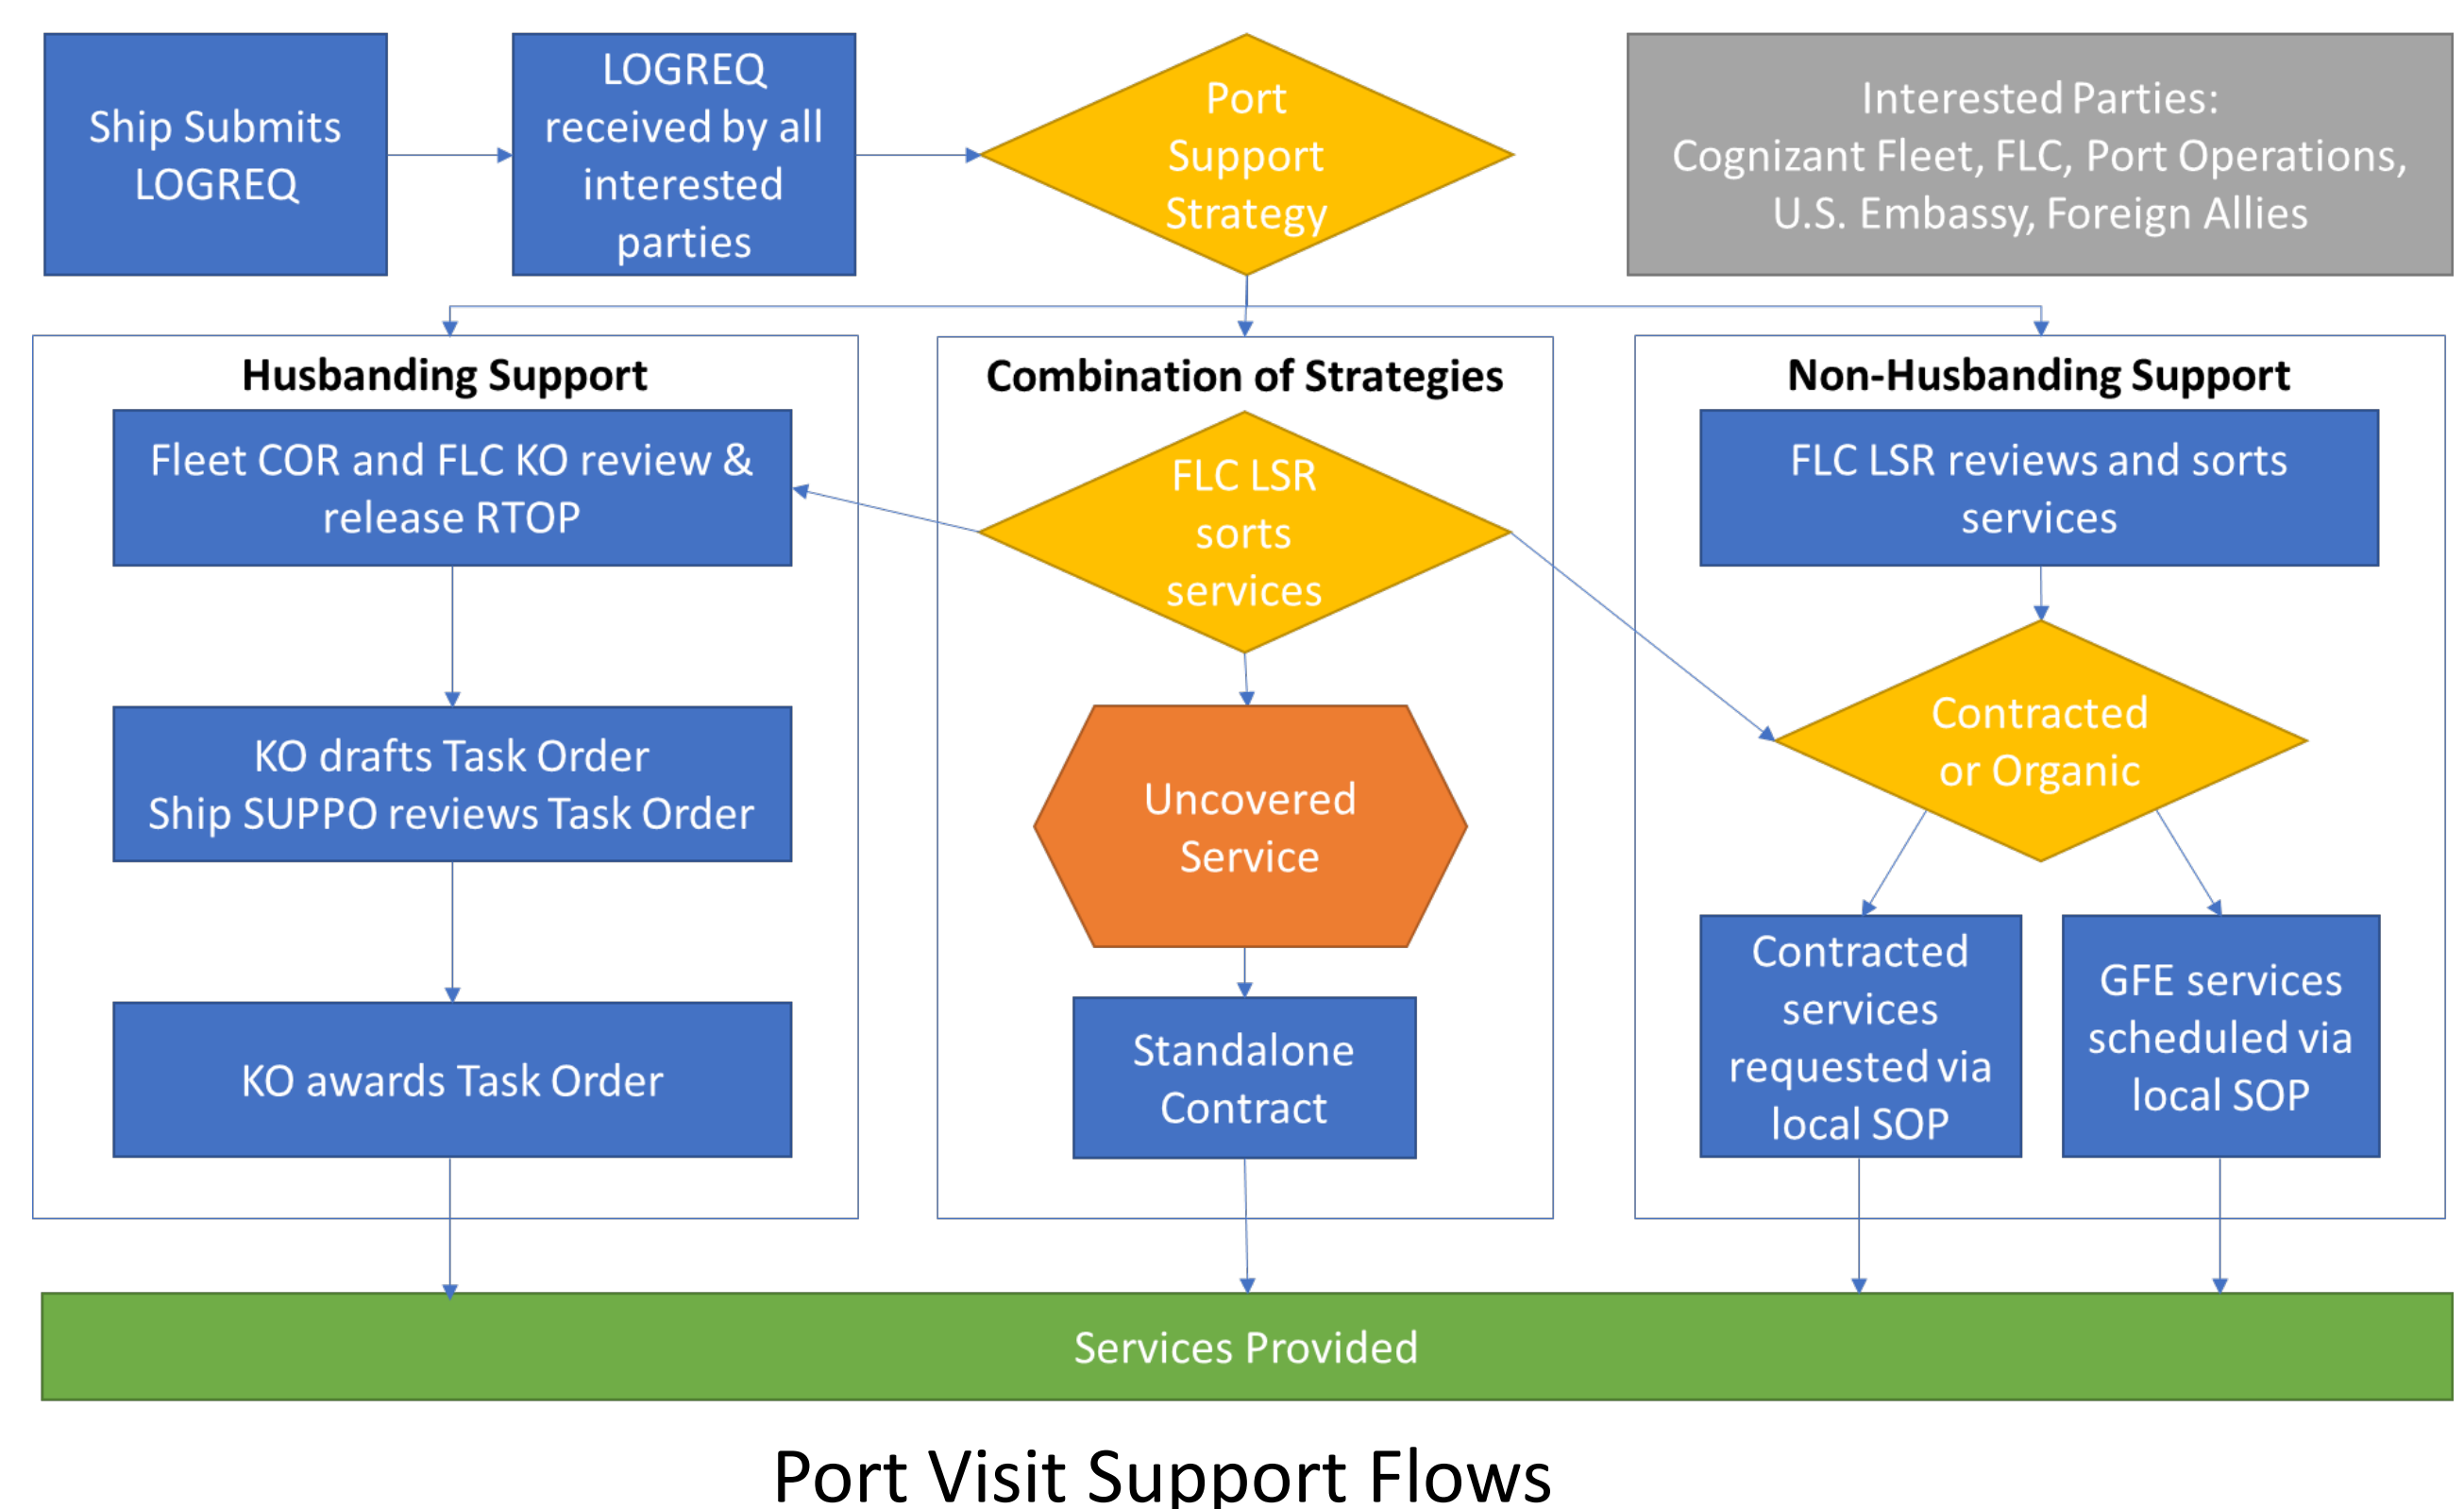 Ship Submits
LOGREQ
LOGREQ
received by all
interested
parties
Port
Support
Strategy
Interested Parties:
Cognizant Fleet, FLC, Port Operations,
U.S. Embassy, Foreign Allies
Husbanding Support
Fleet COR and FLC KO review &
release RTOP
KO drafts Task Order
Ship SUPPO reviews Task Order
KO awards Task Order
Combination of Strategies
FLC LSR
sorts
services
Uncovered
Service
Standalone
Contract
Non-Husbanding Support
FLC LSR reviews and sorts
services
Contracted
or Organic
Contracted
services
requested via
local SOP
GFE services
scheduled via
local SOP
Services Provided
Port Visit Support Flows